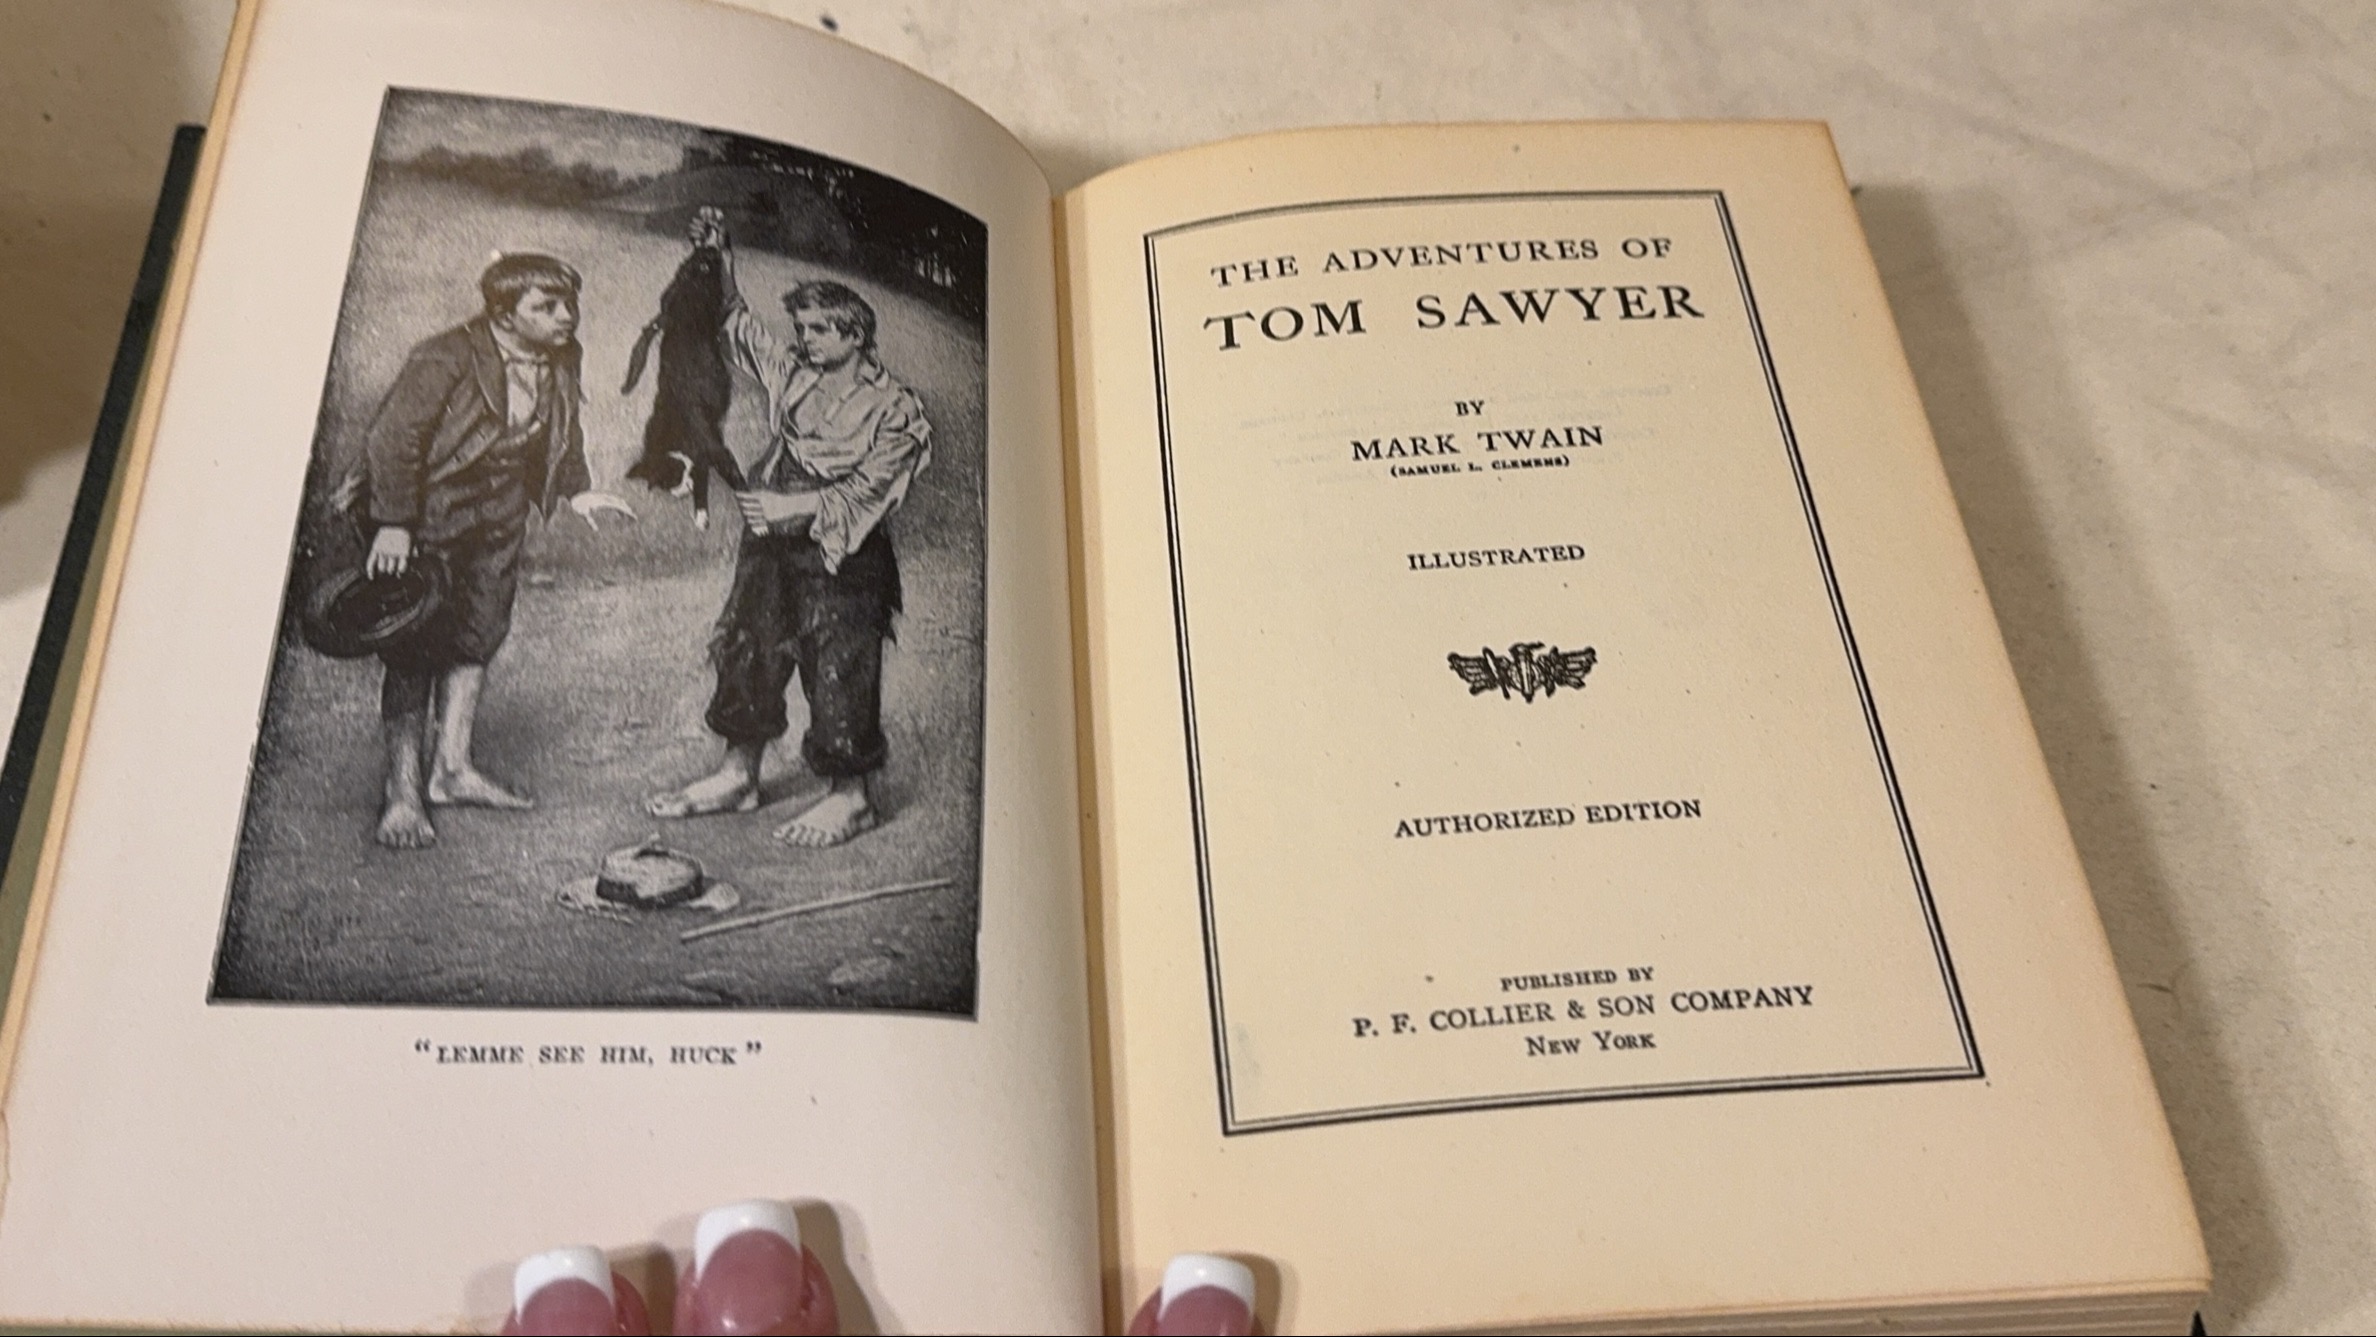 "LEMME SEE HIM, HUCK"
THE ADVENTURES OF
TOM SAWYER
BY
MARK TWAIN
(SAMUEL L. CLEMENS)
ILLUSTRATED
AUTHORIZED EDITION
PUBLISHED BY
P. F. COLLIER & SON COMPANY
NEW YORK